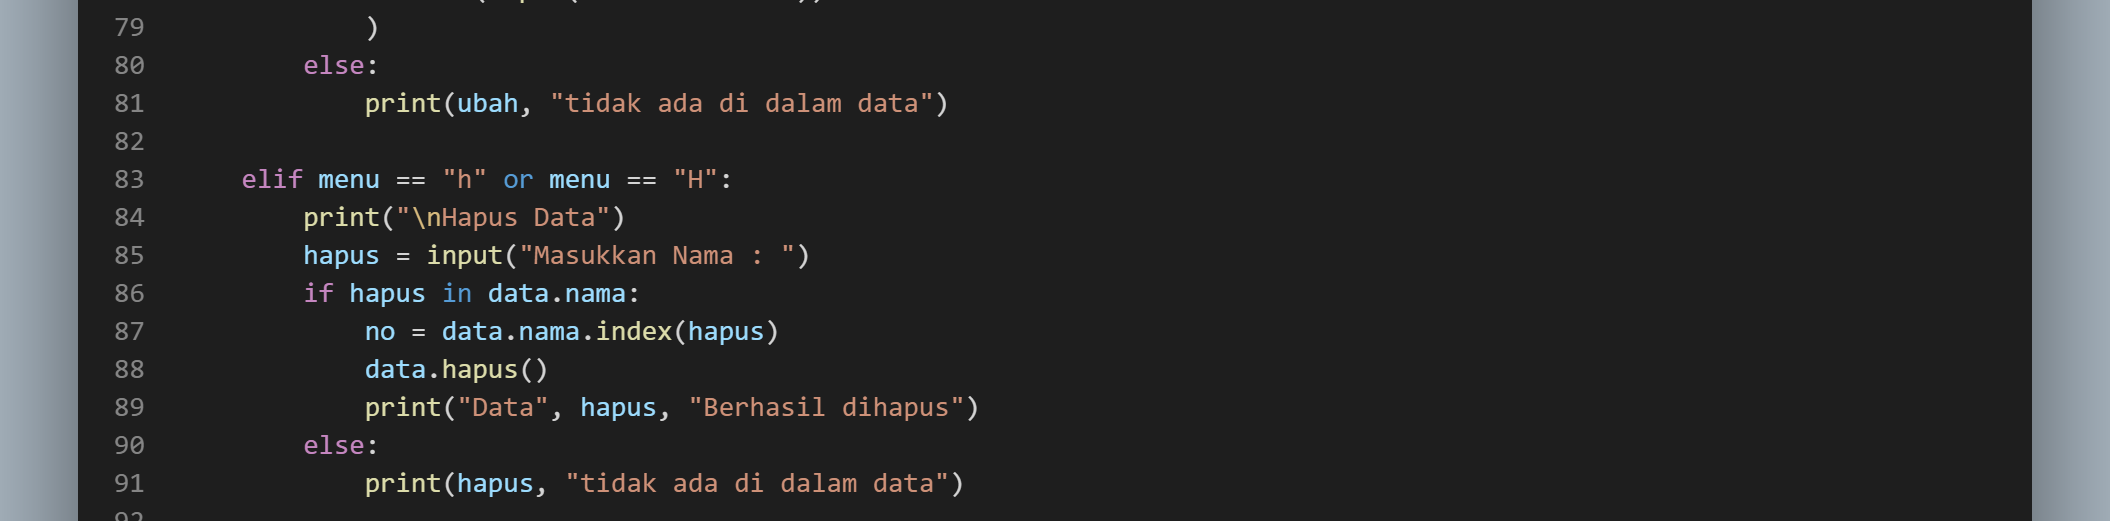 79 )
80 else:
81 print(ubah, "tidak ada di dalam data")
82
83 elif menu == "h" or menu == "H":
84 print("\nHapus Data")
85 hapus = input("Masukkan Nama : ")
86 if hapus in data.nama:
87 no = data.nama.index(hapus)
88 data.hapus()
89 print("Data", hapus, "Berhasil dihapus")
90 else:
91 print(hapus, "tidak ada di dalam data")
92